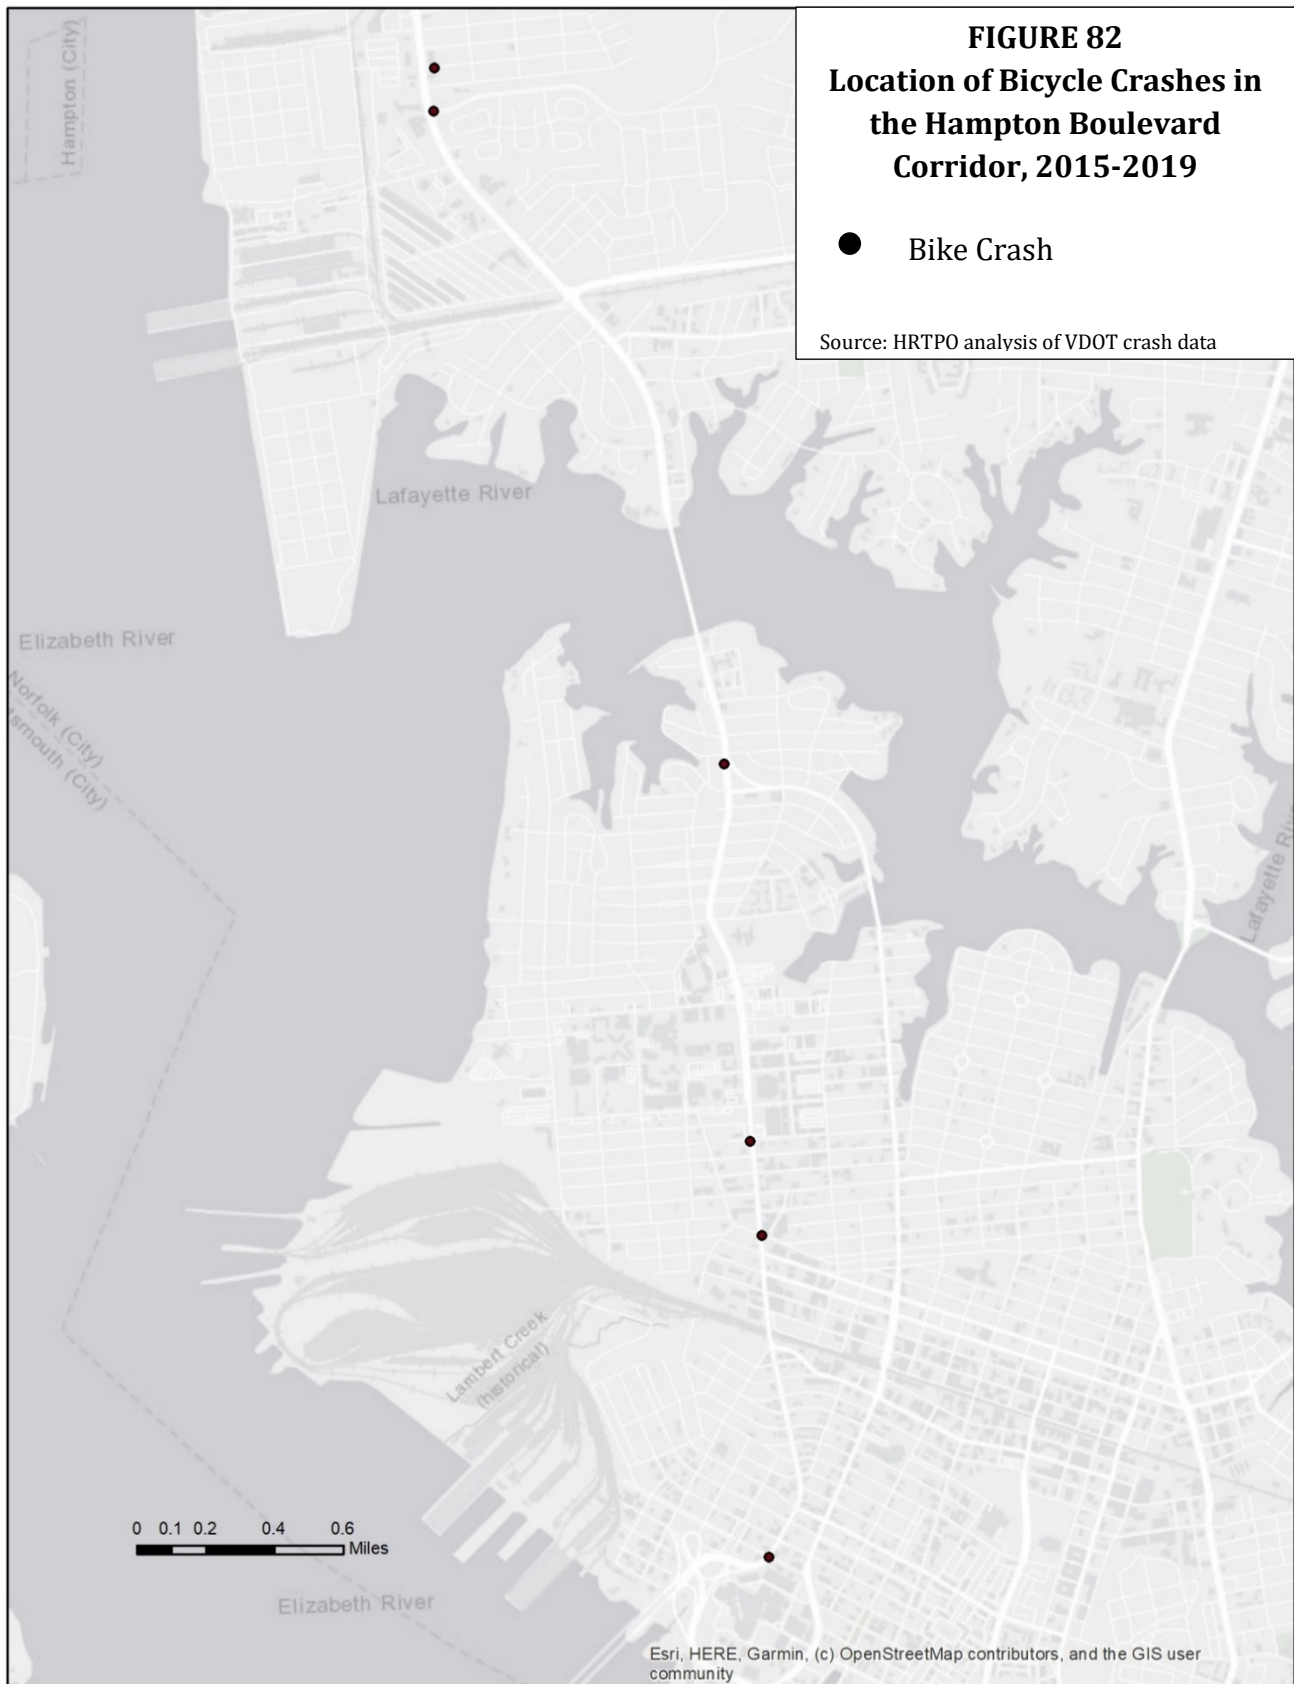 FIGURE 82
Location of Bicycle Crashes in
the Hampton Boulevard
Corridor, 2015-2019
Bike Crash
Source: HRTPO analysis of VDOT crash data
Hampton (City)
Lafayette River
Elizabeth River
Norfolk (City)
tsmouth (City)
Lafayette Rive
Lambert Creek
(historical)
0 0.1 0.2 0.4 0.6
Miles
Elizabeth River
Esri, HERE, Garmin, (c) OpenStreetMap contributors, and the GIS user
community